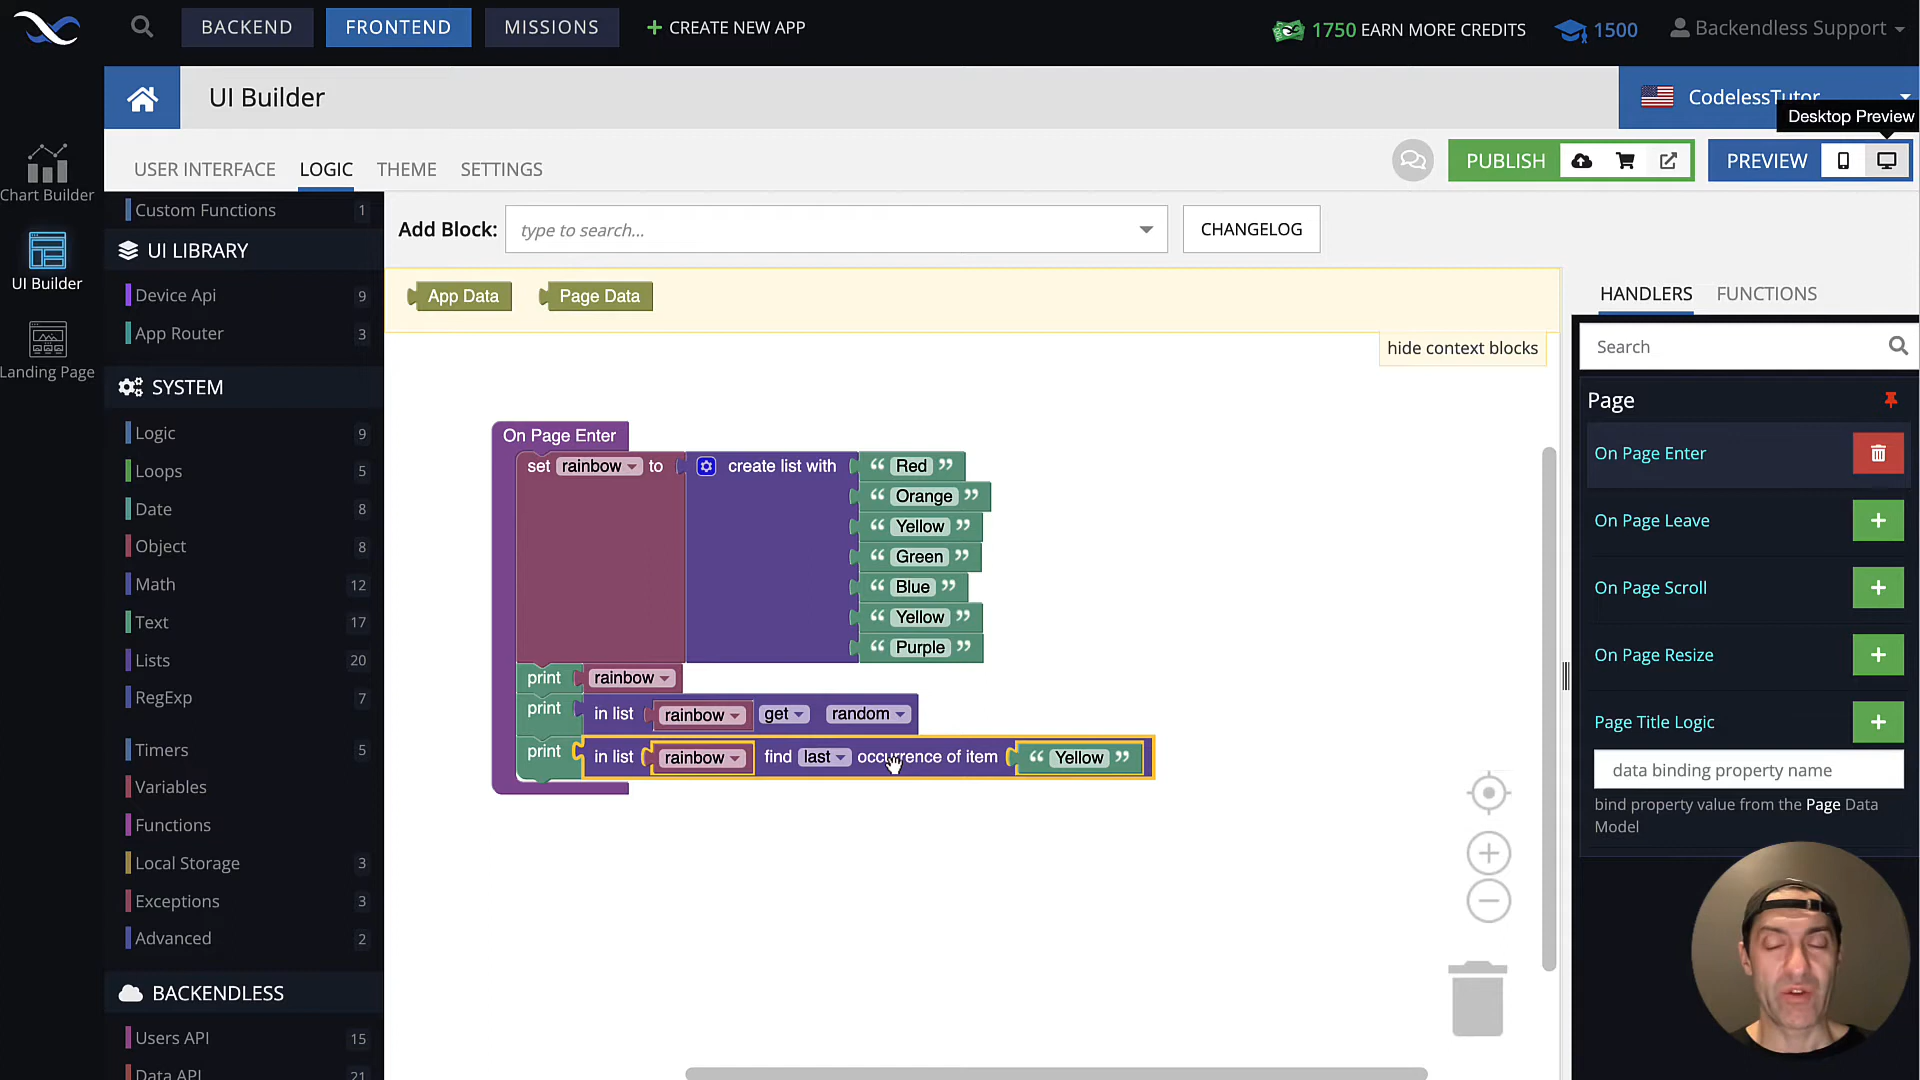 BACKEND
FRONTEND
MISSIONS
+ CREATE NEW APP
1750 EARN MORE CREDITS
1500
Backendless Support
UI Builder
CodelessTutor
Desktop Preview
USER INTERFACE
LOGIC
THEME
SETTINGS
PUBLISH
PREVIEW
Chart Builder
UI Builder
Landing Page
Custom Functions 1
UI LIBRARY
Device Api 9
App Router 3
SYSTEM
Logic 9
Loops 5
Date 8
Object 8
Math 12
Text 17
Lists 20
RegExp 7
Timers 5
Variables
Functions
Local Storage 3
Exceptions 3
Advanced 2
BACKENDLESS
Users API 15
Data API 21
Add Block:
type to search...
CHANGELOG
App Data
Page Data
hide context blocks
On Page Enter
set rainbow to create list with “ Red ”
“ Orange ”
“ Yellow ”
“ Green ”
“ Blue ”
“ Yellow ”
“ Purple ”
print rainbow
print in list rainbow get random
print in list rainbow find last occurrence of item “ Yellow ”
HANDLERS
FUNCTIONS
Search
Page
On Page Enter
On Page Leave
On Page Scroll
On Page Resize
Page Title Logic
data binding property name
bind property value from the Page Data
Model